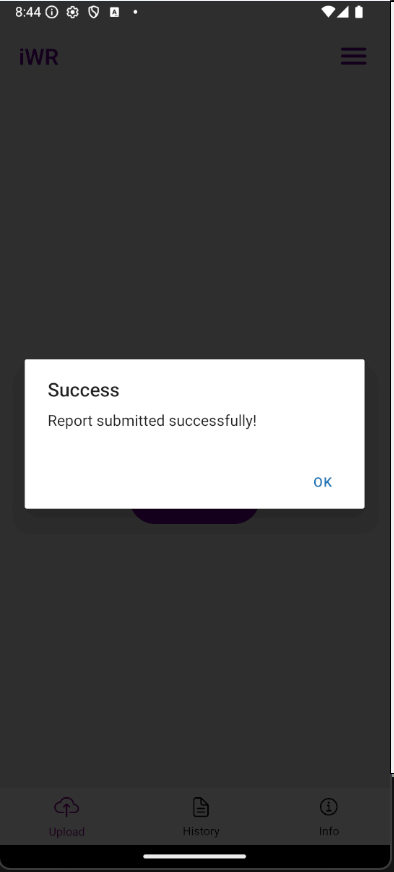 8:44
iWR
Success
Report submitted successfully!
OK
Upload
History
Info